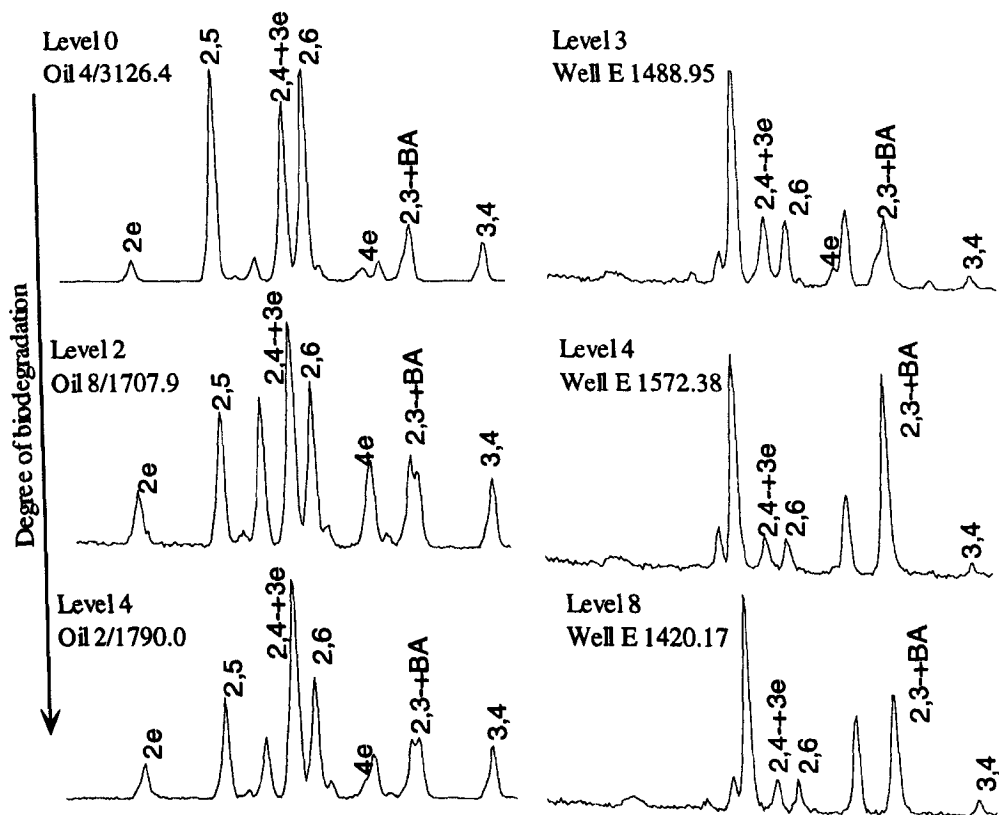 Degree of biodegradation
Level 0
Oil 4/3126.4
2e
2,5
2,4-+3e
2,6
4e
2,3-+BA
3,4
Level 2
Oil 8/1707.9
2e
2,5
2,4-+3e
2,6
4e
2,3-+BA
3,4
Level 4
Oil 2/1790.0
2e
2,5
2,4-+3e
2,6
4e
2,3-+BA
3,4
Level 3
Well E 1488.95
2,4-+3e
2,6
4e
2,3-+BA
3,4
Level 4
Well E 1572.38
2,4-+3e
2,6
2,3-+BA
3,4
Level 8
Well E 1420.17
2,4-+3e
2,6
2,3-+BA
3,4